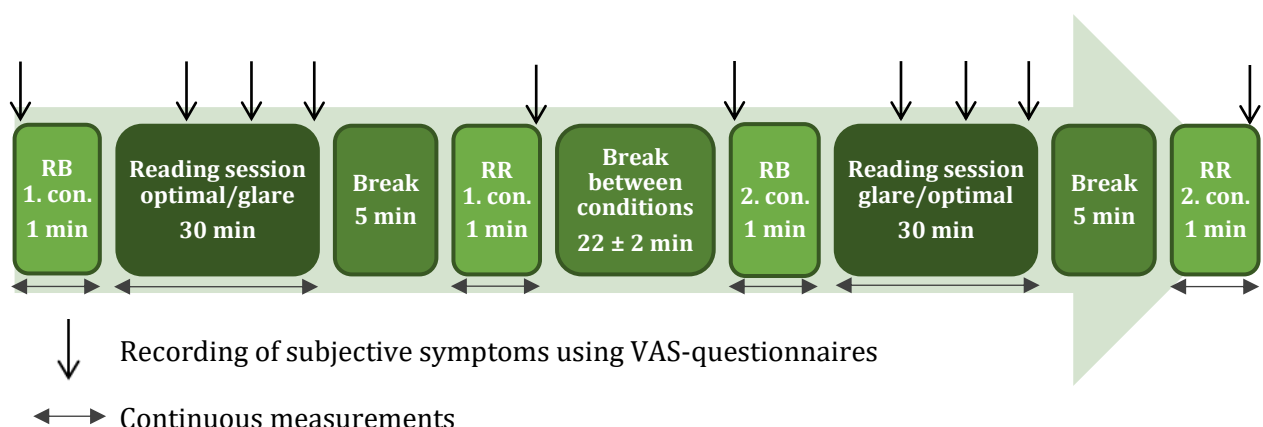 RB
1. con.
1 min
Reading session
optimal/glare
30 min
Break
5 min
RR
1. con.
1 min
Break
between
conditions
22 ± 2 min
RB
2. con.
1 min
Reading session
glare/optimal
30 min
Break
5 min
RR
2. con.
1 min
Recording of subjective symptoms using VAS-questionnaires
Continuous measurements